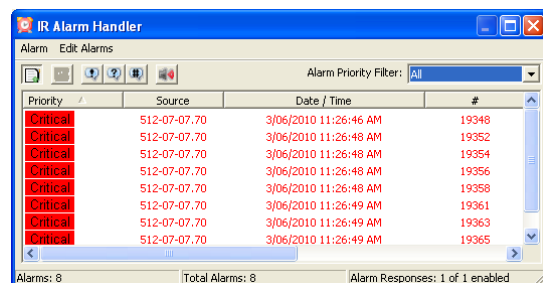 IR Alarm Handler
Alarm Edit Alarms
Alarm Priority Filter: All
Priority Source Date / Time #
Critical 512-07-07.70 3/06/2010 11:26:46 AM 19348
Critical 512-07-07.70 3/06/2010 11:26:48 AM 19352
Critical 512-07-07.70 3/06/2010 11:26:48 AM 19354
Critical 512-07-07.70 3/06/2010 11:26:48 AM 19356
Critical 512-07-07.70 3/06/2010 11:26:48 AM 19358
Critical 512-07-07.70 3/06/2010 11:26:49 AM 19361
Critical 512-07-07.70 3/06/2010 11:26:49 AM 19363
Critical 512-07-07.70 3/06/2010 11:26:49 AM 19365
Alarms: 8 Total Alarms: 8 Alarm Responses: 1 of 1 enabled